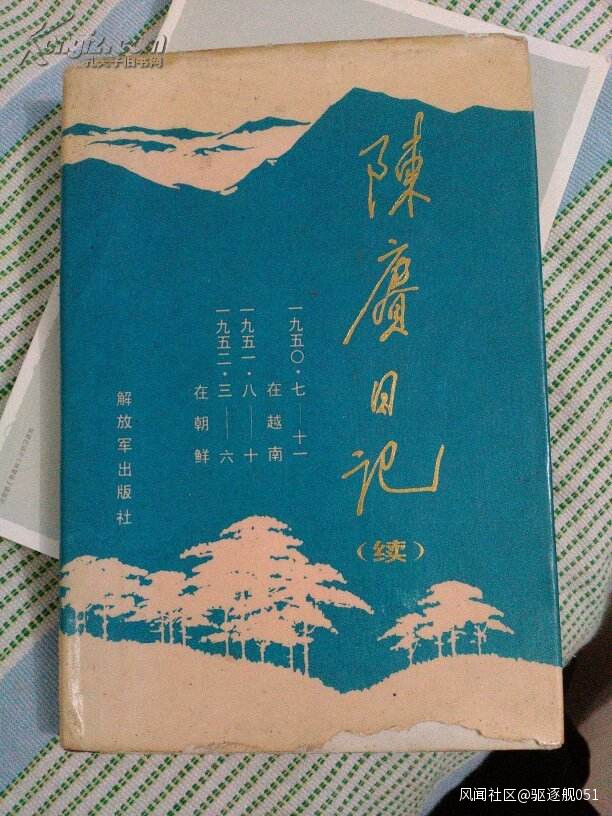 Kongfz.com
孔夫子旧书网
陳賡日记
(续)
一九五〇·七——十一
在越南
一九五一·八——十
一九五二·三——六
在朝鲜
解放军出版社
风闻社区@驱逐舰051